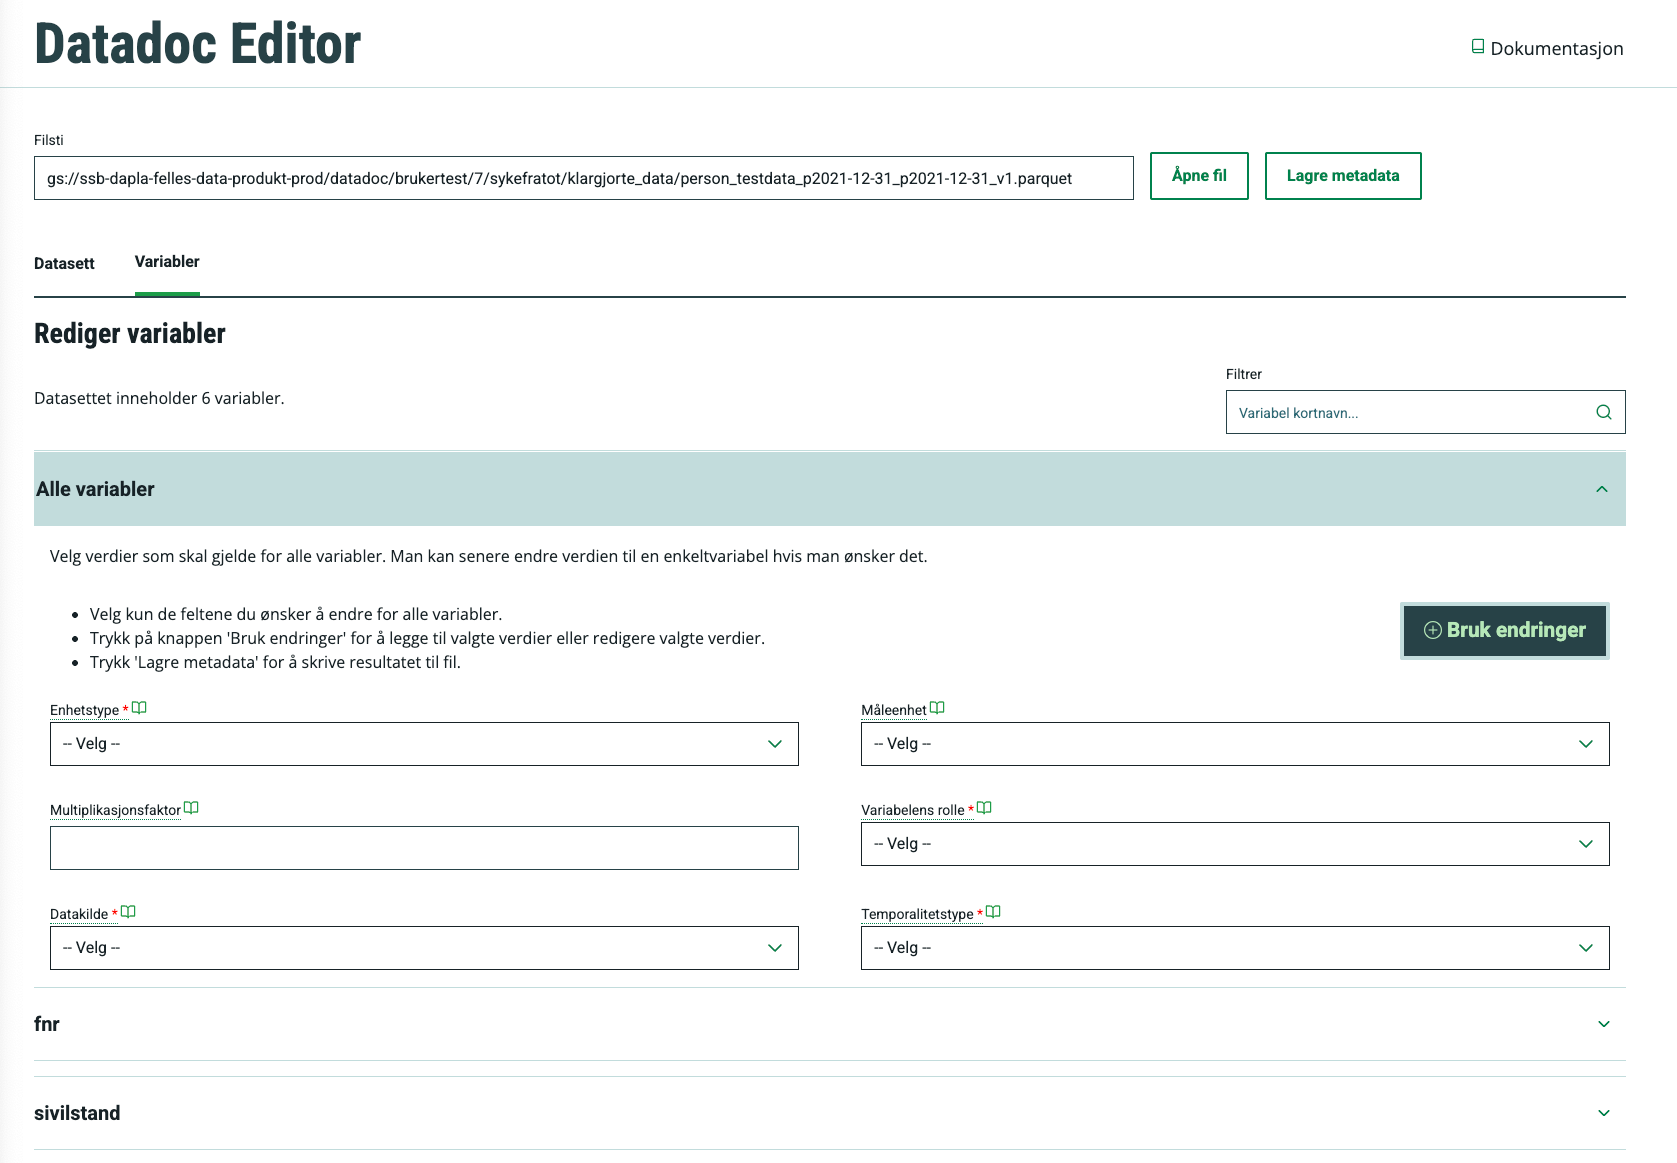 Datadoc Editor
Dokumentasjon
Filsti
gs://ssb-dapla-felles-data-produkt-prod/datadoc/brukertest/7/sykefratot/klargjorte_data/person_testdata_p2021-12-31_p2021-12-31_v1.parquet
Åpne fil
Lagre metadata
Datasett
Variabler
Rediger variabler
Filtrer
Datasettet inneholder 6 variabler.
Variabel kortnavn...
Alle variabler
Velg verdier som skal gjelde for alle variabler. Man kan senere endre verdien til en enkeltvariabel hvis man ønsker det.
• Velg kun de feltene du ønsker å endre for alle variabler.
• Trykk på knappen 'Bruk endringer' for å legge til valgte verdier eller redigere valgte verdier.
• Trykk 'Lagre metadata' for å skrive resultatet til fil.
Bruk endringer
Enhetstype *
-- Velg --
Måleenhet
-- Velg --
Multiplikasjonsfaktor
Variabelens rolle *
-- Velg --
Datakilde *
-- Velg --
Temporalitetstype *
-- Velg --
fnr
sivilstand